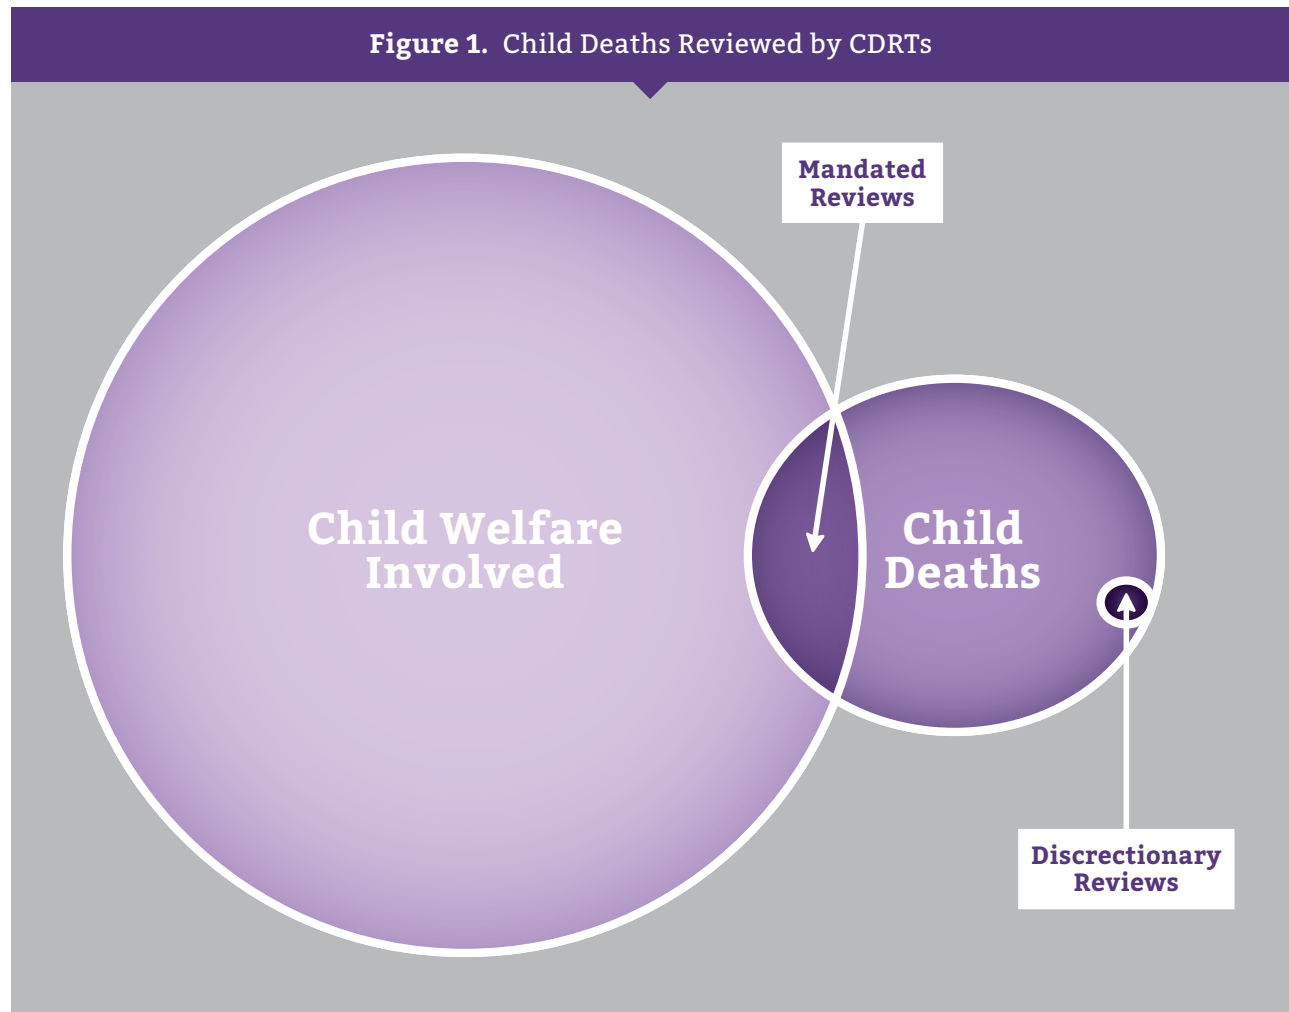 Figure 1. Child Deaths Reviewed by CDRTs
Mandated
Reviews
Child Welfare
Involved
Child
Deaths
Discrectionary
Reviews